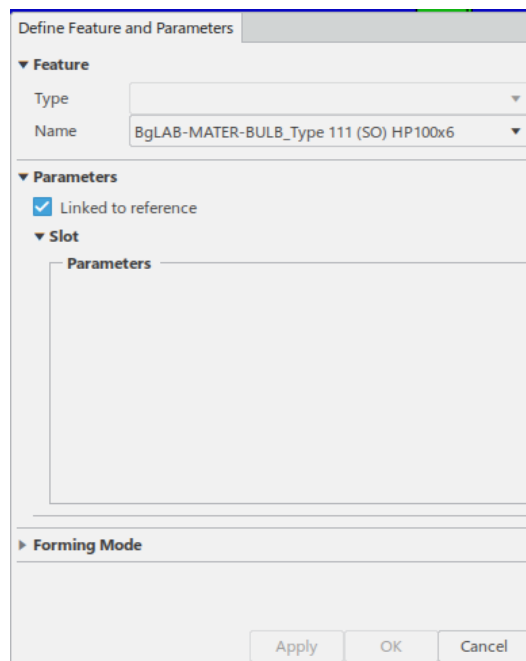 Define Feature and Parameters
Feature
Type
Name BgLAB-MATER-BULB_Type 111 (SO) HP100x6
Parameters
Linked to reference
Slot
Parameters
Forming Mode
Apply OK Cancel